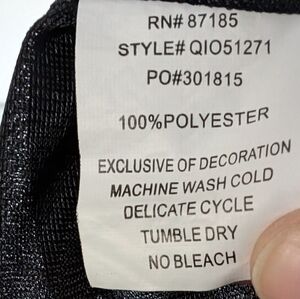 RN# 87185
STYLE# QIO51271
PO#301815
100%POLYESTER
EXCLUSIVE OF DECORATION
MACHINE WASH COLD
DELICATE CYCLE
TUMBLE DRY
NO BLEACH